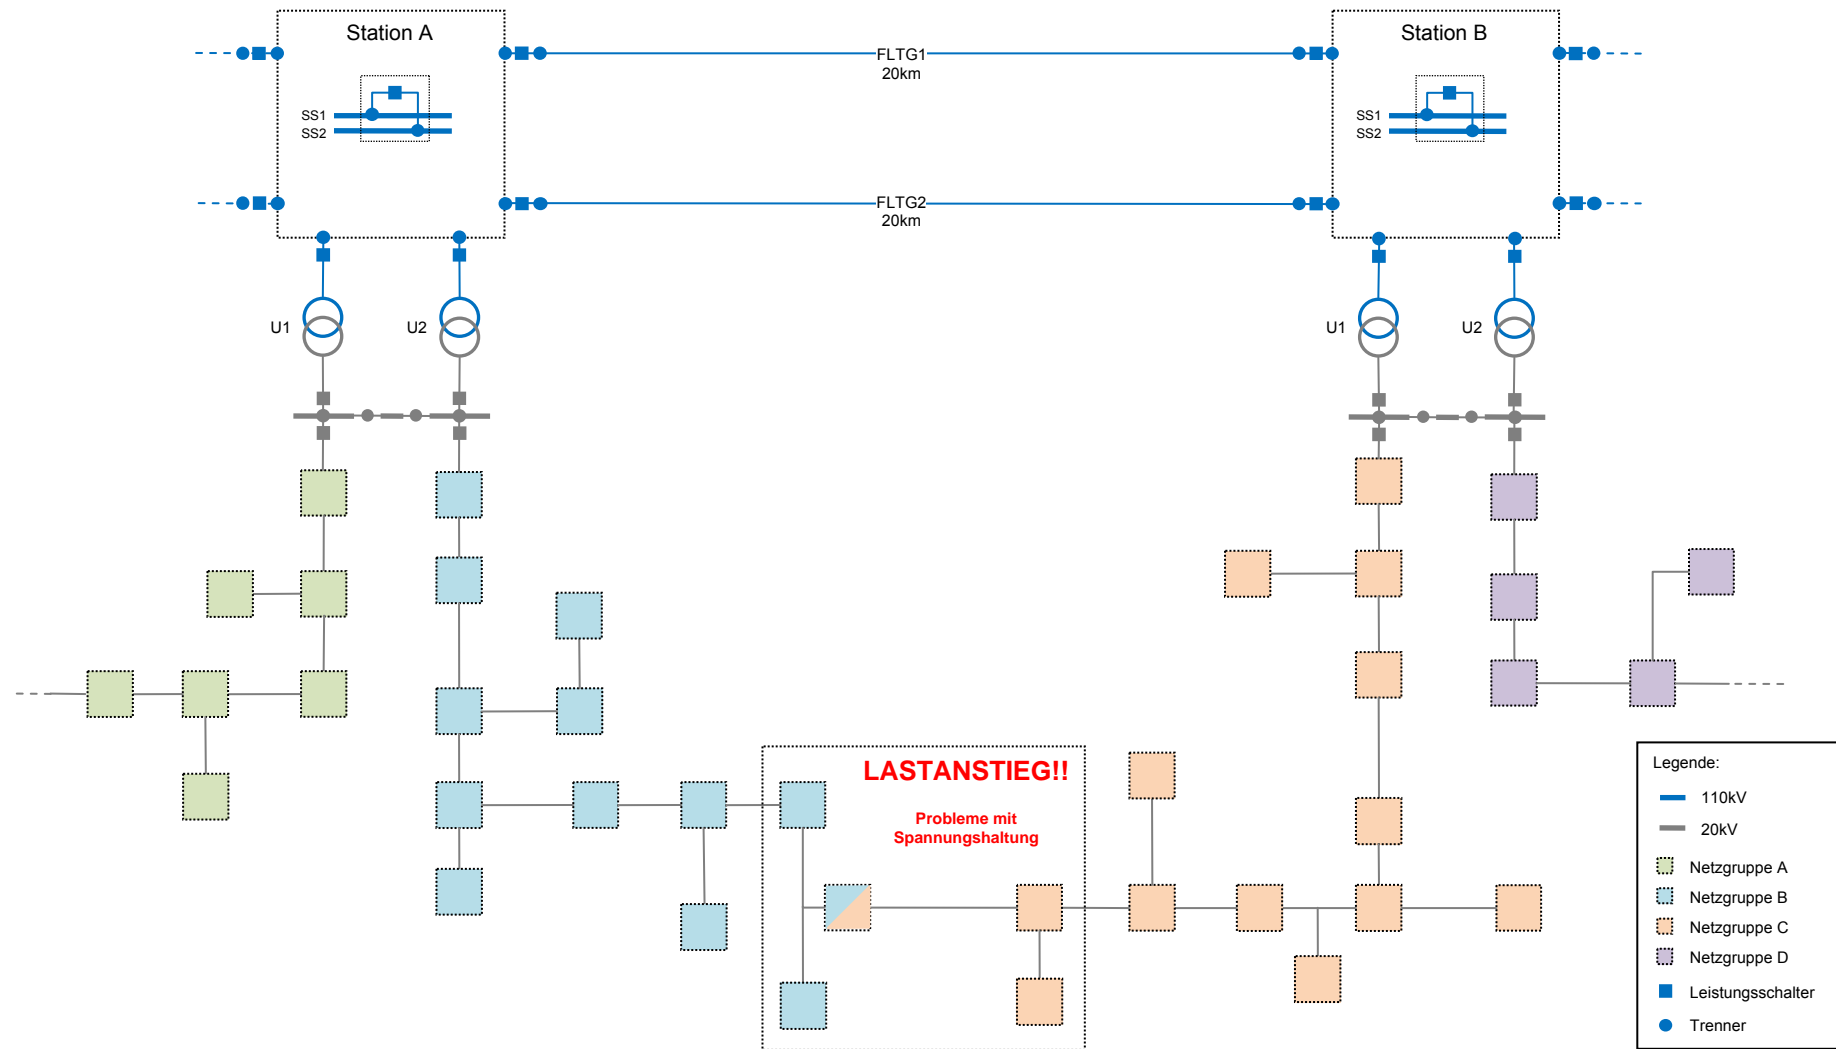 Station A
Station B
FLTG1
20km
SS1
SS2
SS1
SS2
FLTG2
20km
U1
U2
U1
U2
LASTANSTIEG!!
Probleme mit
Spannungshaltung
Legende:
110kV
20kV
Netzgruppe A
Netzgruppe B
Netzgruppe C
Netzgruppe D
Leistungsschalter
Trenner